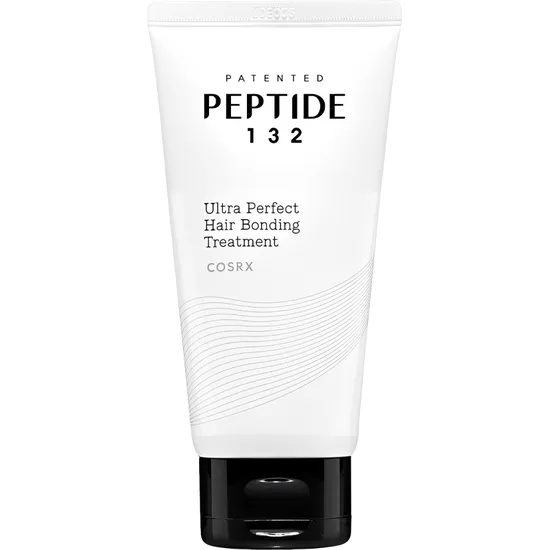 PATENTED
PEPTIDE
132
Ultra Perfect
Hair Bonding
Treatment
COSRX